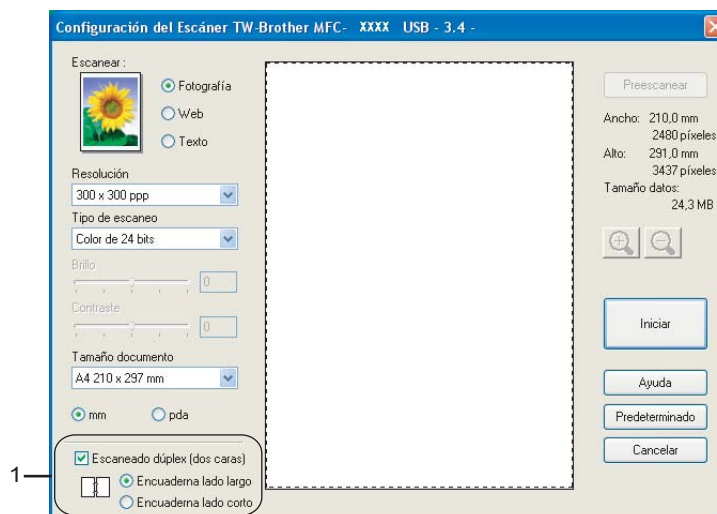 Configuración del Escáner TW-Brother MFC- XXXX USB - 3.4 -
Escanear :
Fotografía
Web
Texto
Resolución
300 x 300 ppp
Tipo de escaneo
Color de 24 bits
Brillo
0
Contraste
0
Tamaño documento
A4 210 x 297 mm
mm
pda
1
Escaneado dúplex (dos caras)
Encuaderna lado largo
Encuaderna lado corto
Preescanear
Ancho: 210,0 mm
2480 píxeles
Alto: 291,0 mm
3437 píxeles
Tamaño datos:
24,3 MB
Iniciar
Ayuda
Predeterminado
Cancelar